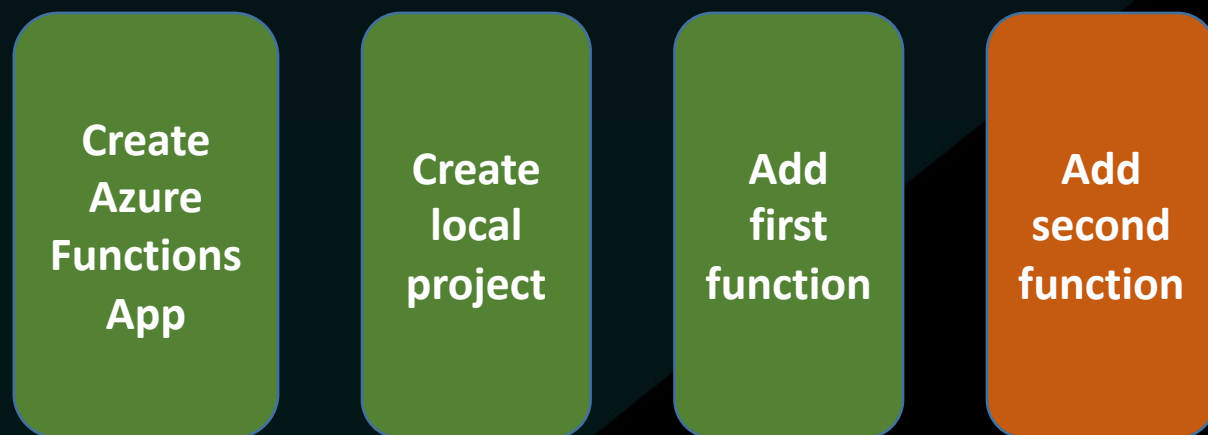 Create
Azure
Functions
App
Create
local
project
Add
first
function
Add
second
function